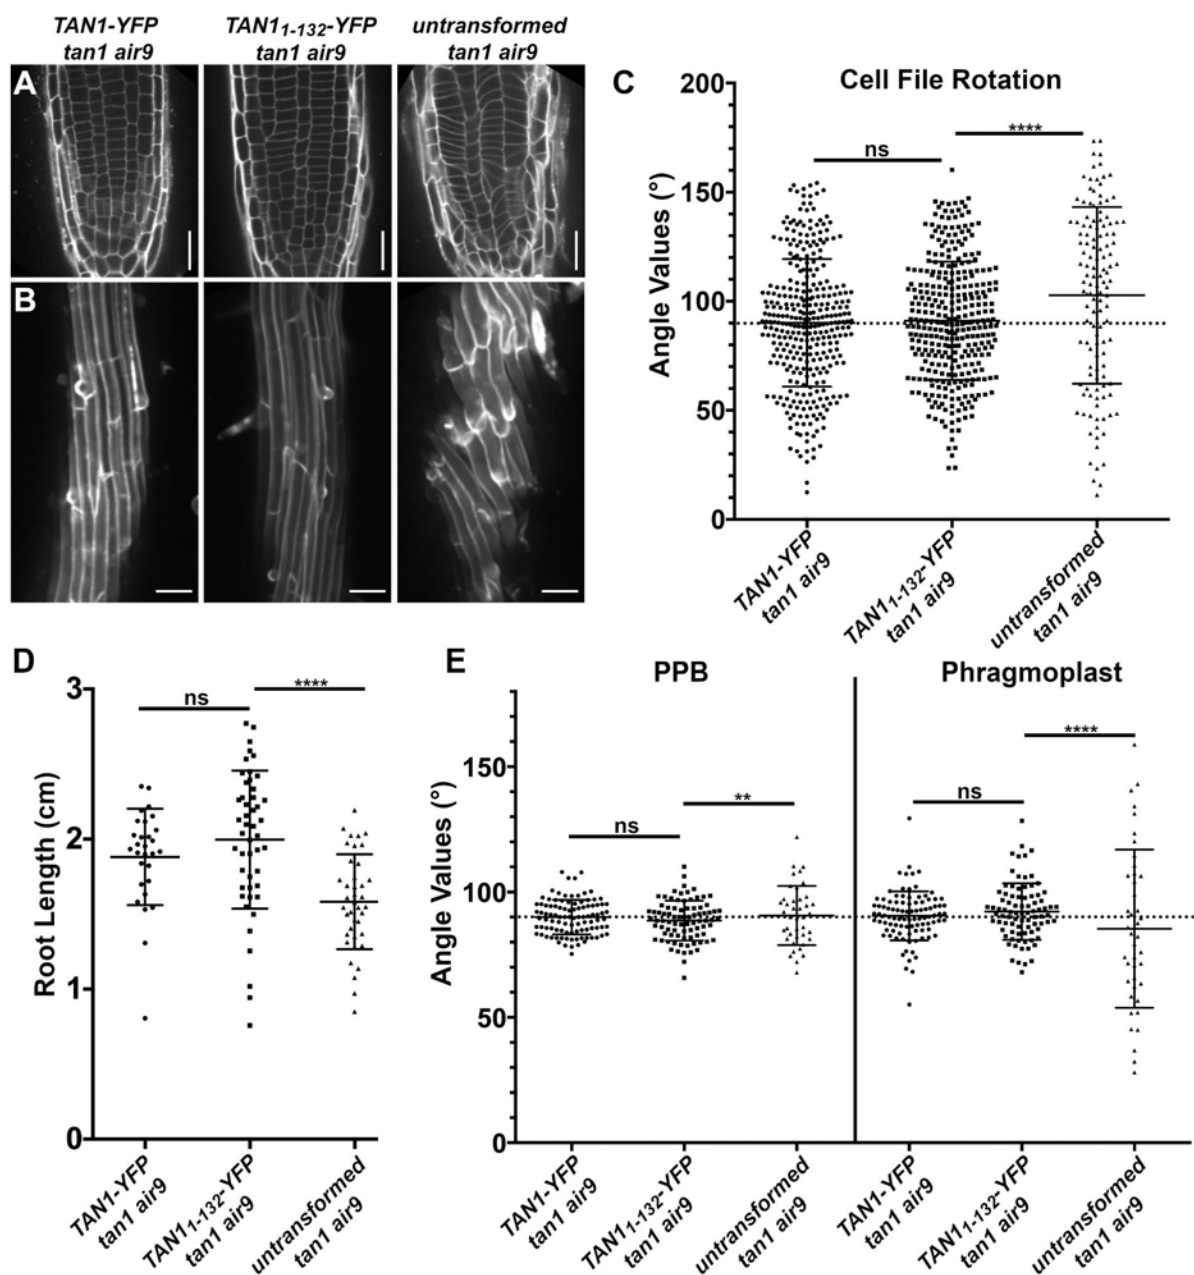 TAN1-YFP
tan1 air9
TAN1₁₋₁₃₂-YFP
tan1 air9
untransformed
tan1 air9
A
B
C
Cell File Rotation
200
150
100
50
0
Angle Values (°)
ns
****
TAN1-YFP
tan1 air9
TAN1₁₋₁₃₂-YFP
tan1 air9
untransformed
tan1 air9
D
3
2
1
0
Root Length (cm)
ns
****
TAN1-YFP
tan1 air9
TAN1₁₋₁₃₂-YFP
tan1 air9
untransformed
tan1 air9
E
PPB
Phragmoplast
150
100
50
0
Angle Values (°)
ns
**
ns
****
TAN1-YFP
tan1 air9
TAN1₁₋₁₃₂-YFP
tan1 air9
untransformed
tan1 air9
TAN1-YFP
tan1 air9
TAN1₁₋₁₃₂-YFP
tan1 air9
untransformed
tan1 air9